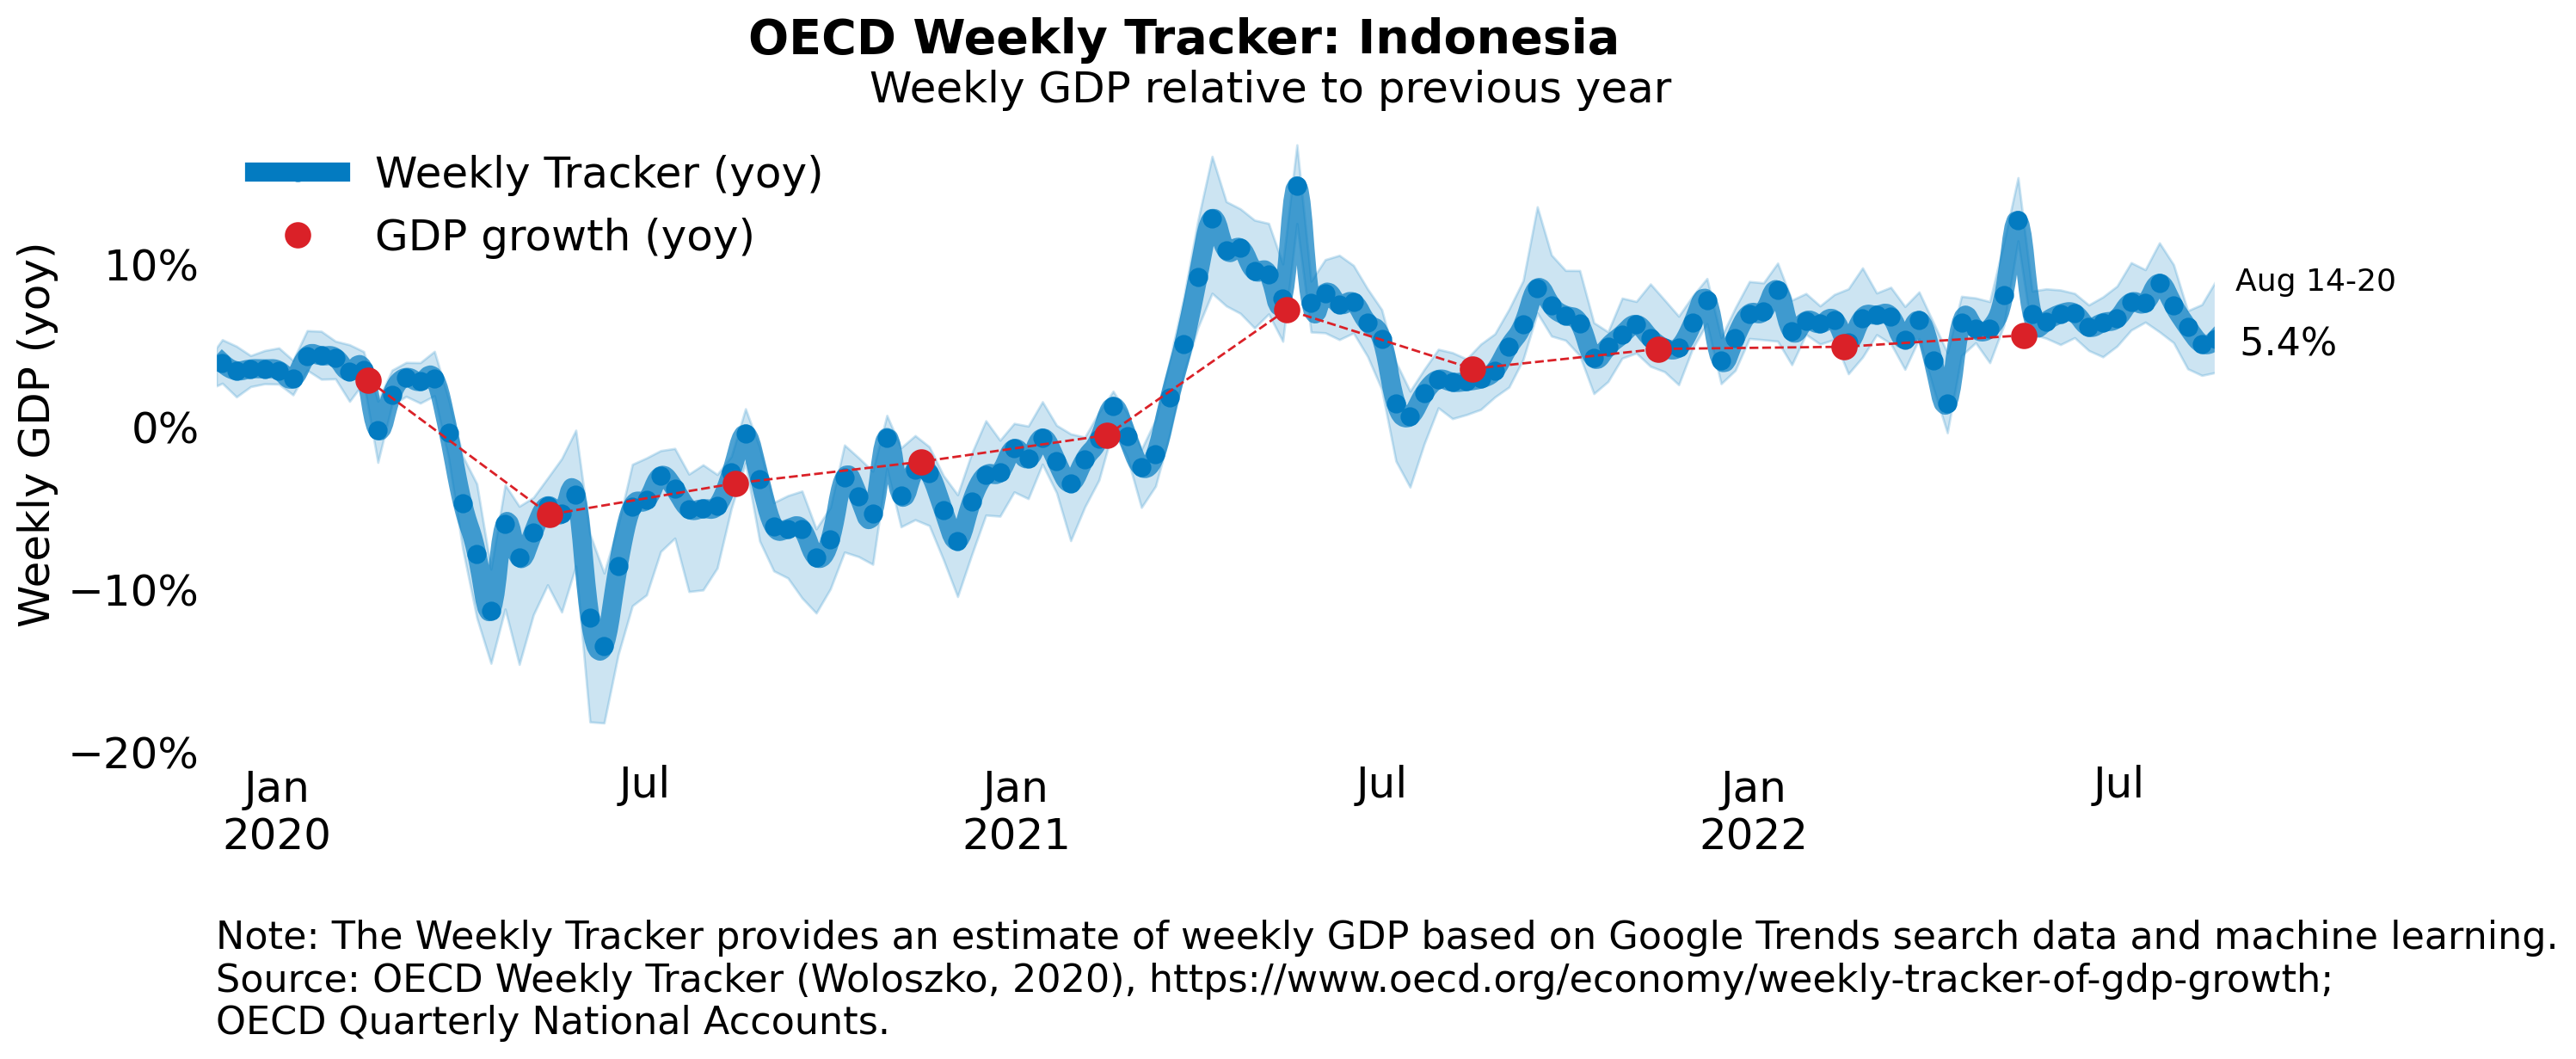 OECD Weekly Tracker: Indonesia
Weekly GDP relative to previous year
Weekly Tracker (yoy)
GDP growth (yoy)
Weekly GDP (yoy)
10%
0%
−10%
−20%
Aug 14-20
5.4%
Jan
2020
Jul
Jan
2021
Jul
Jan
2022
Jul
Note: The Weekly Tracker provides an estimate of weekly GDP based on Google Trends search data and machine learning.
Source: OECD Weekly Tracker (Woloszko, 2020), https://www.oecd.org/economy/weekly-tracker-of-gdp-growth;
OECD Quarterly National Accounts.